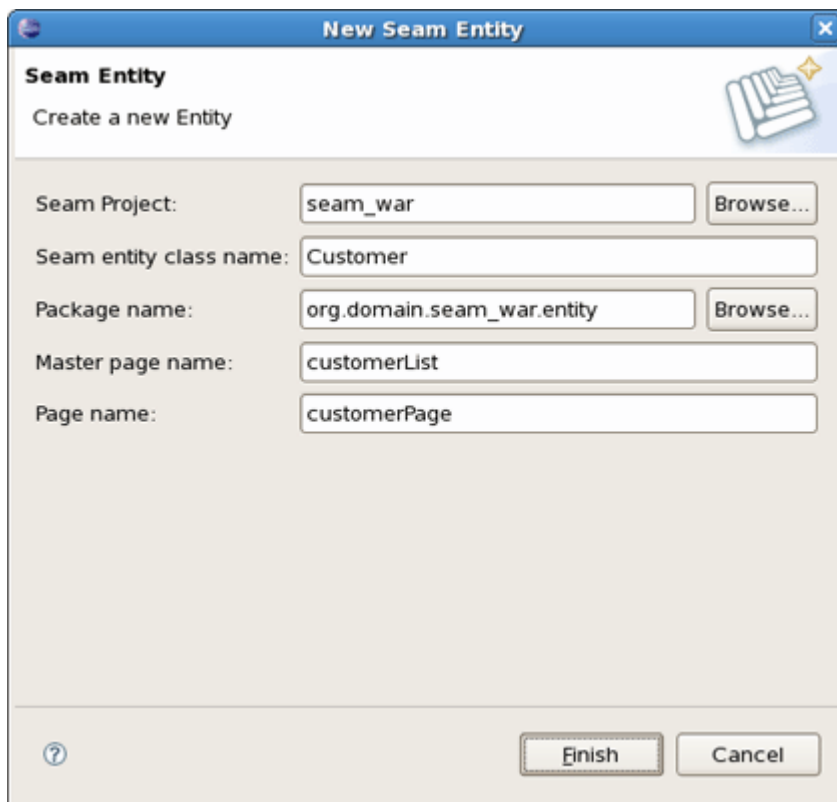 New Seam Entity
Seam Entity
Create a new Entity
Seam Project: seam_war Browse...
Seam entity class name: Customer
Package name: org.domain.seam_war.entity Browse...
Master page name: customerList
Page name: customerPage
? Finish Cancel